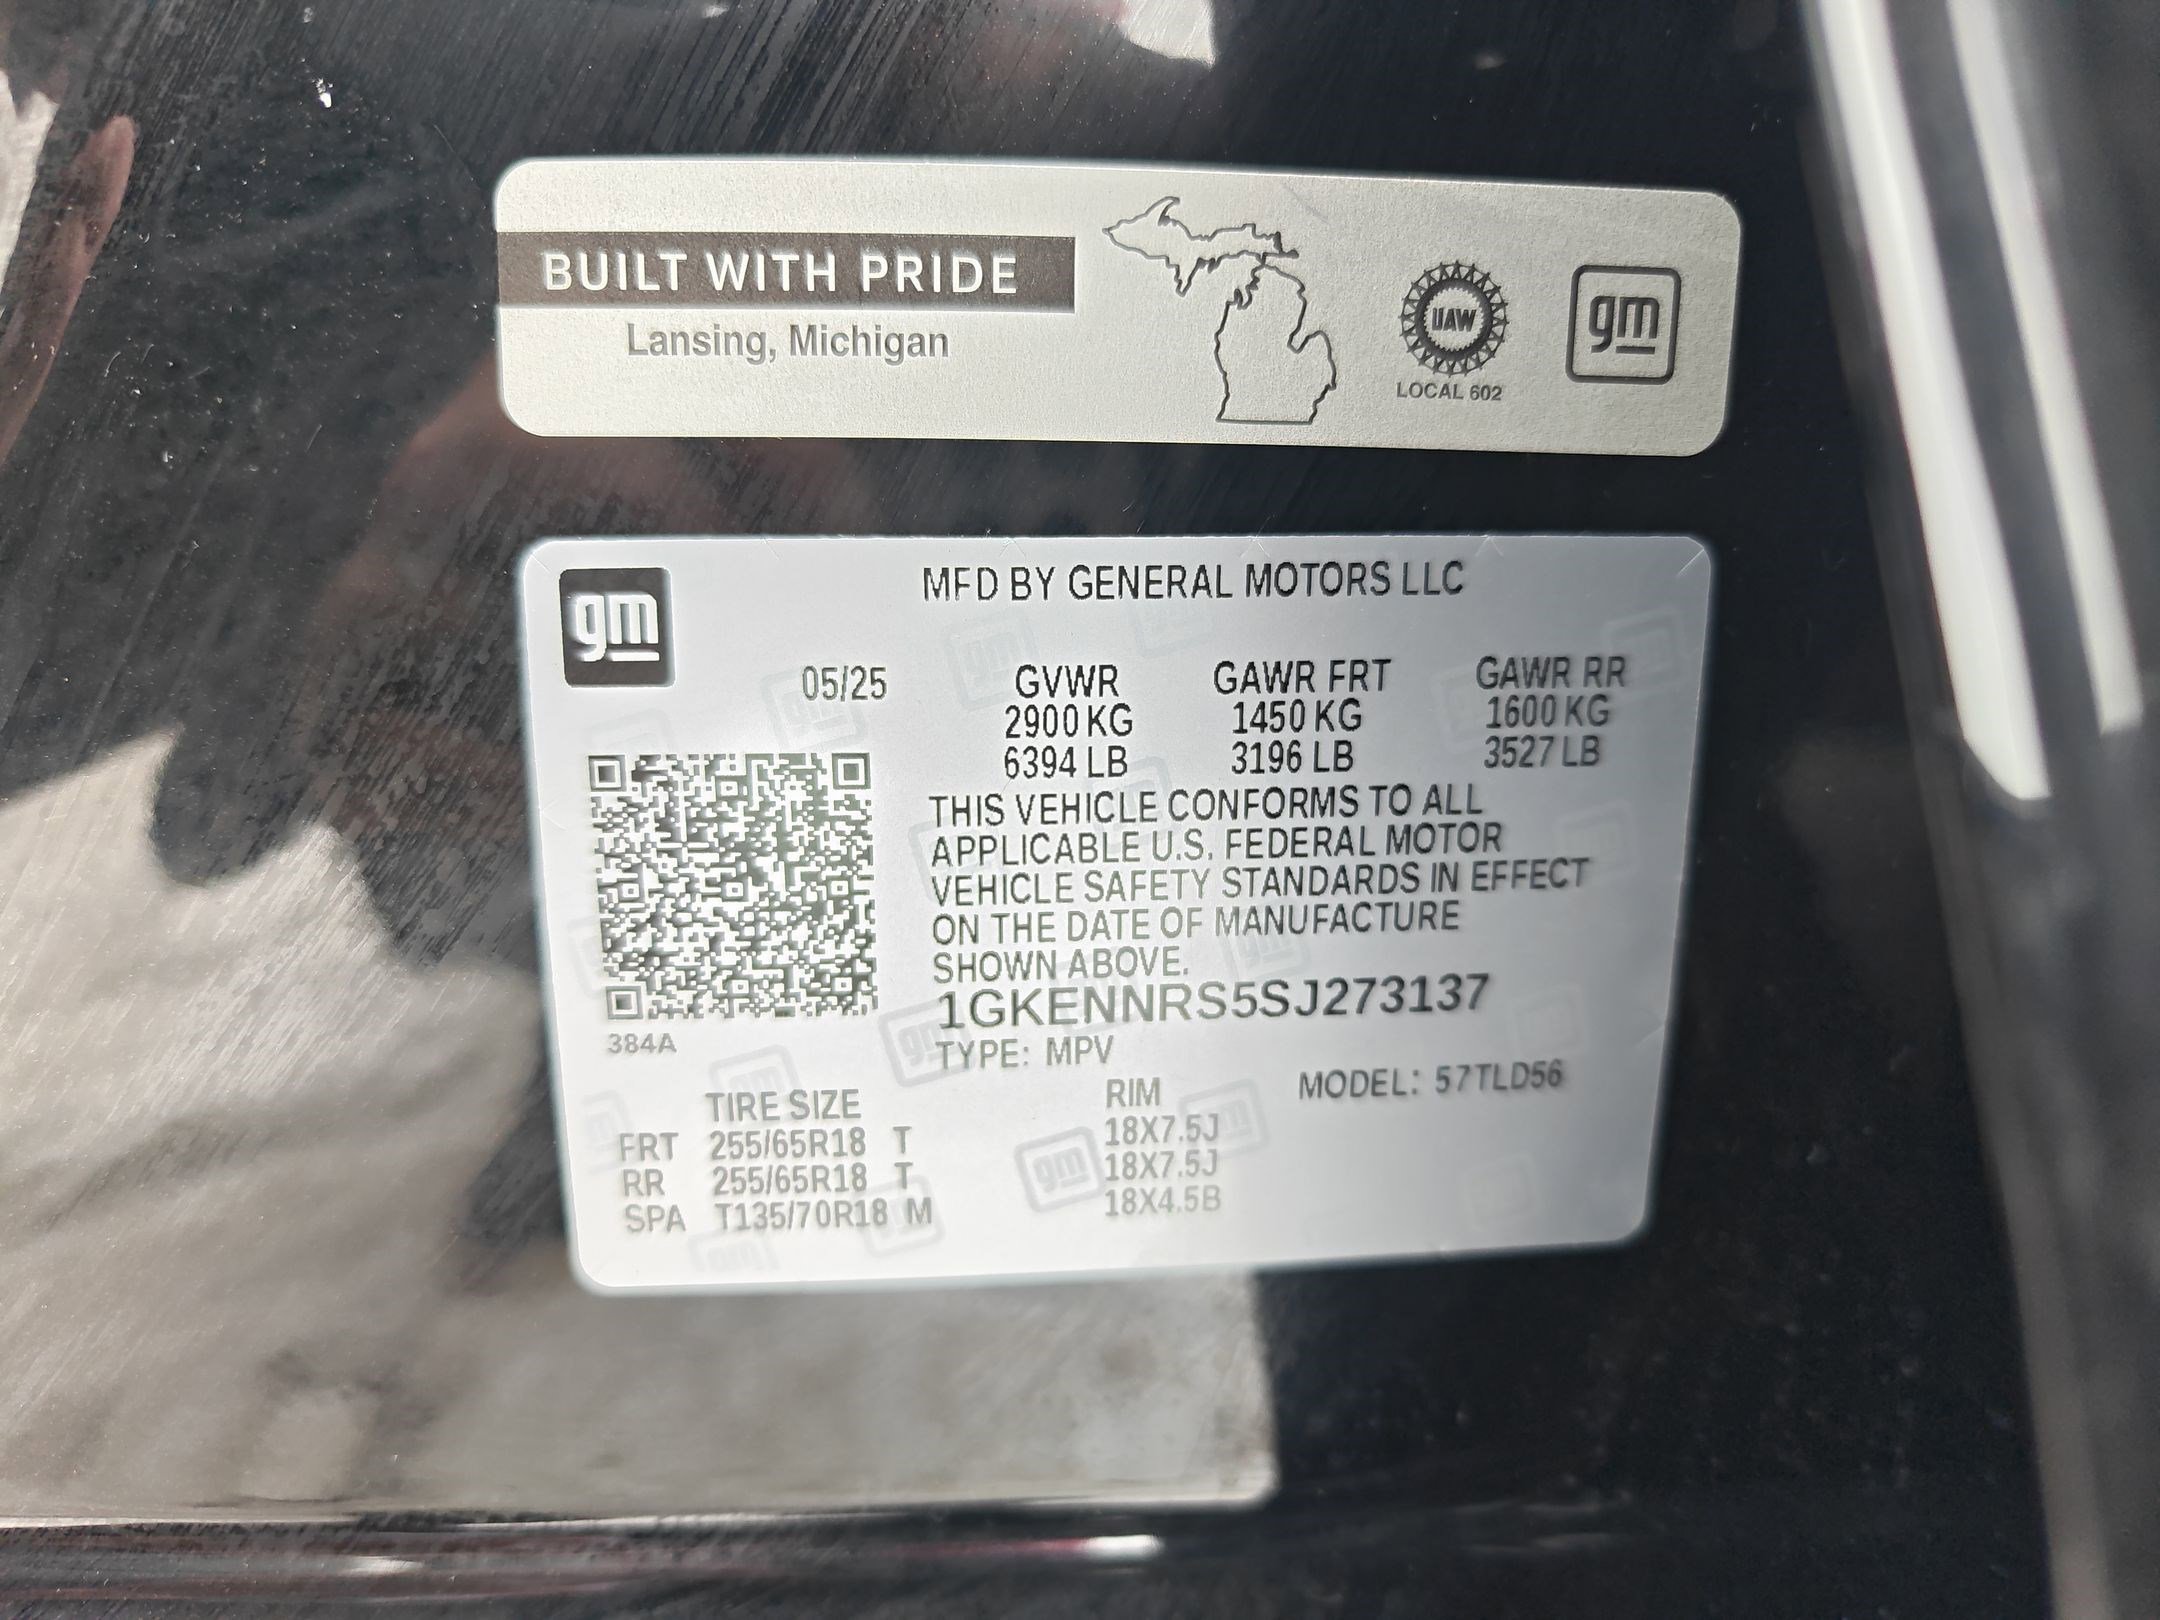 BUILT WITH PRIDE
Lansing, Michigan
UAW
LOCAL 602
gm
gm
MFD BY GENERAL MOTORS LLC
05/25 GVWR GAWR FRT GAWR RR
2900 KG 1450 KG 1600 KG
6394 LB 3196 LB 3527 LB
THIS VEHICLE CONFORMS TO ALL
APPLICABLE U.S. FEDERAL MOTOR
VEHICLE SAFETY STANDARDS IN EFFECT
ON THE DATE OF MANUFACTURE
SHOWN ABOVE.
1GKENNRS5SJ273137
384A
TYPE: MPV
MODEL: 57TLD56
TIRE SIZE RIM
FRT 255/65R18 T 18X7.5J
RR 255/65R18 T 18X7.5J
SPA T135/70R18 M 18X4.5B